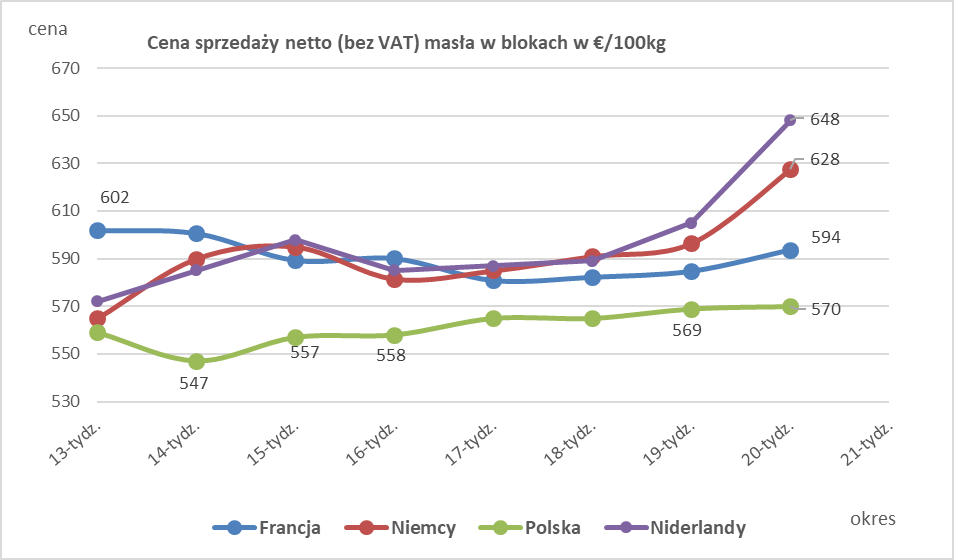 cena
Cena sprzedaży netto (bez VAT) masła w blokach w €/100kg
670
650
630
610
590
570
550
530
602
547
557
558
569
648
628
594
570
13-tydz.
14-tydz.
15-tydz.
16-tydz.
17-tydz.
18-tydz.
19-tydz.
20-tydz.
21-tydz.
okres
Francja Niemcy Polska Niderlandy